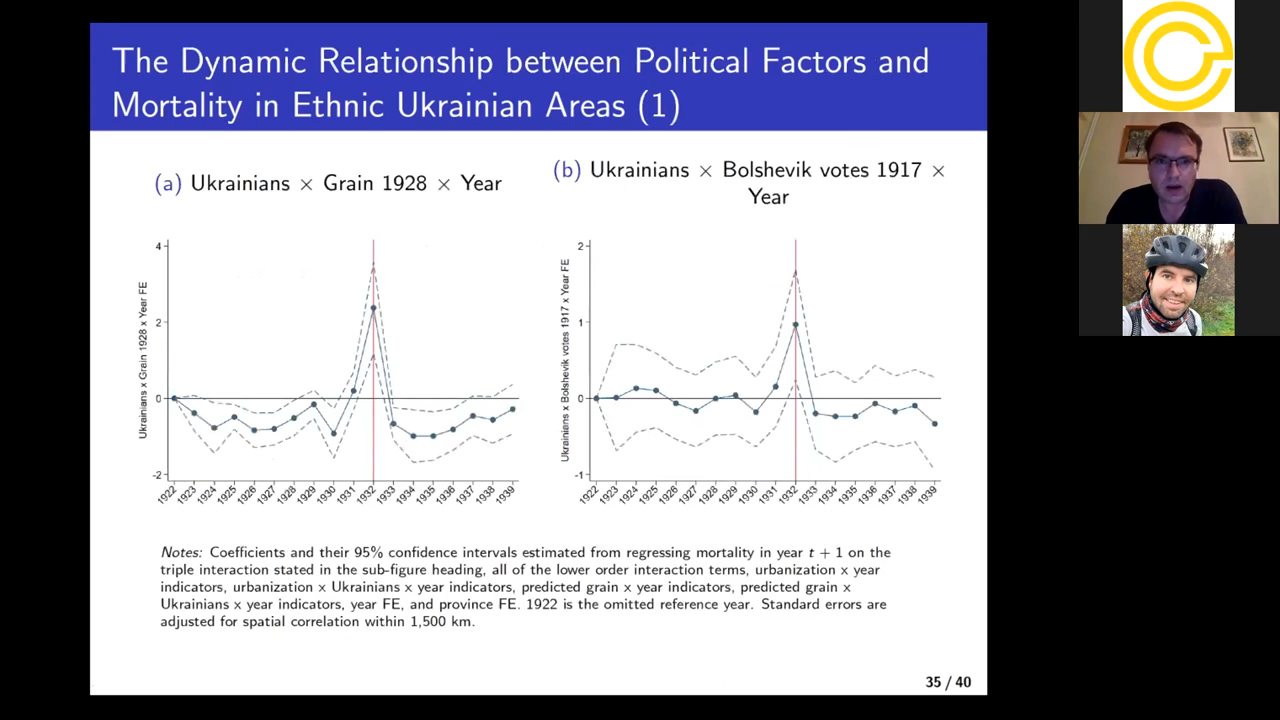 The Dynamic Relationship between Political Factors and
Mortality in Ethnic Ukrainian Areas (1)
(a) Ukrainians × Grain 1928 × Year
Ukrainians x Grain 1928 x Year FE
4
2
0
-2
1922 1923 1924 1925 1926 1927 1928 1929 1930 1931 1932 1933 1934 1935 1936 1937 1938 1939
(b) Ukrainians × Bolshevik votes 1917 ×
Year
Ukrainians x Bolshevik votes 1917 x Year FE
2
1
0
-1
1922 1923 1924 1925 1926 1927 1928 1929 1930 1931 1932 1933 1934 1935 1936 1937 1938 1939
Notes: Coefficients and their 95% confidence intervals estimated from regressing mortality in year t + 1 on the
triple interaction stated in the sub-figure heading, all of the lower order interaction terms, urbanization x year
indicators, urbanization x Ukrainians x year indicators, predicted grain x year indicators, predicted grain x
Ukrainians x year indicators, year FE, and province FE. 1922 is the omitted reference year. Standard errors are
adjusted for spatial correlation within 1,500 km.
35 / 40